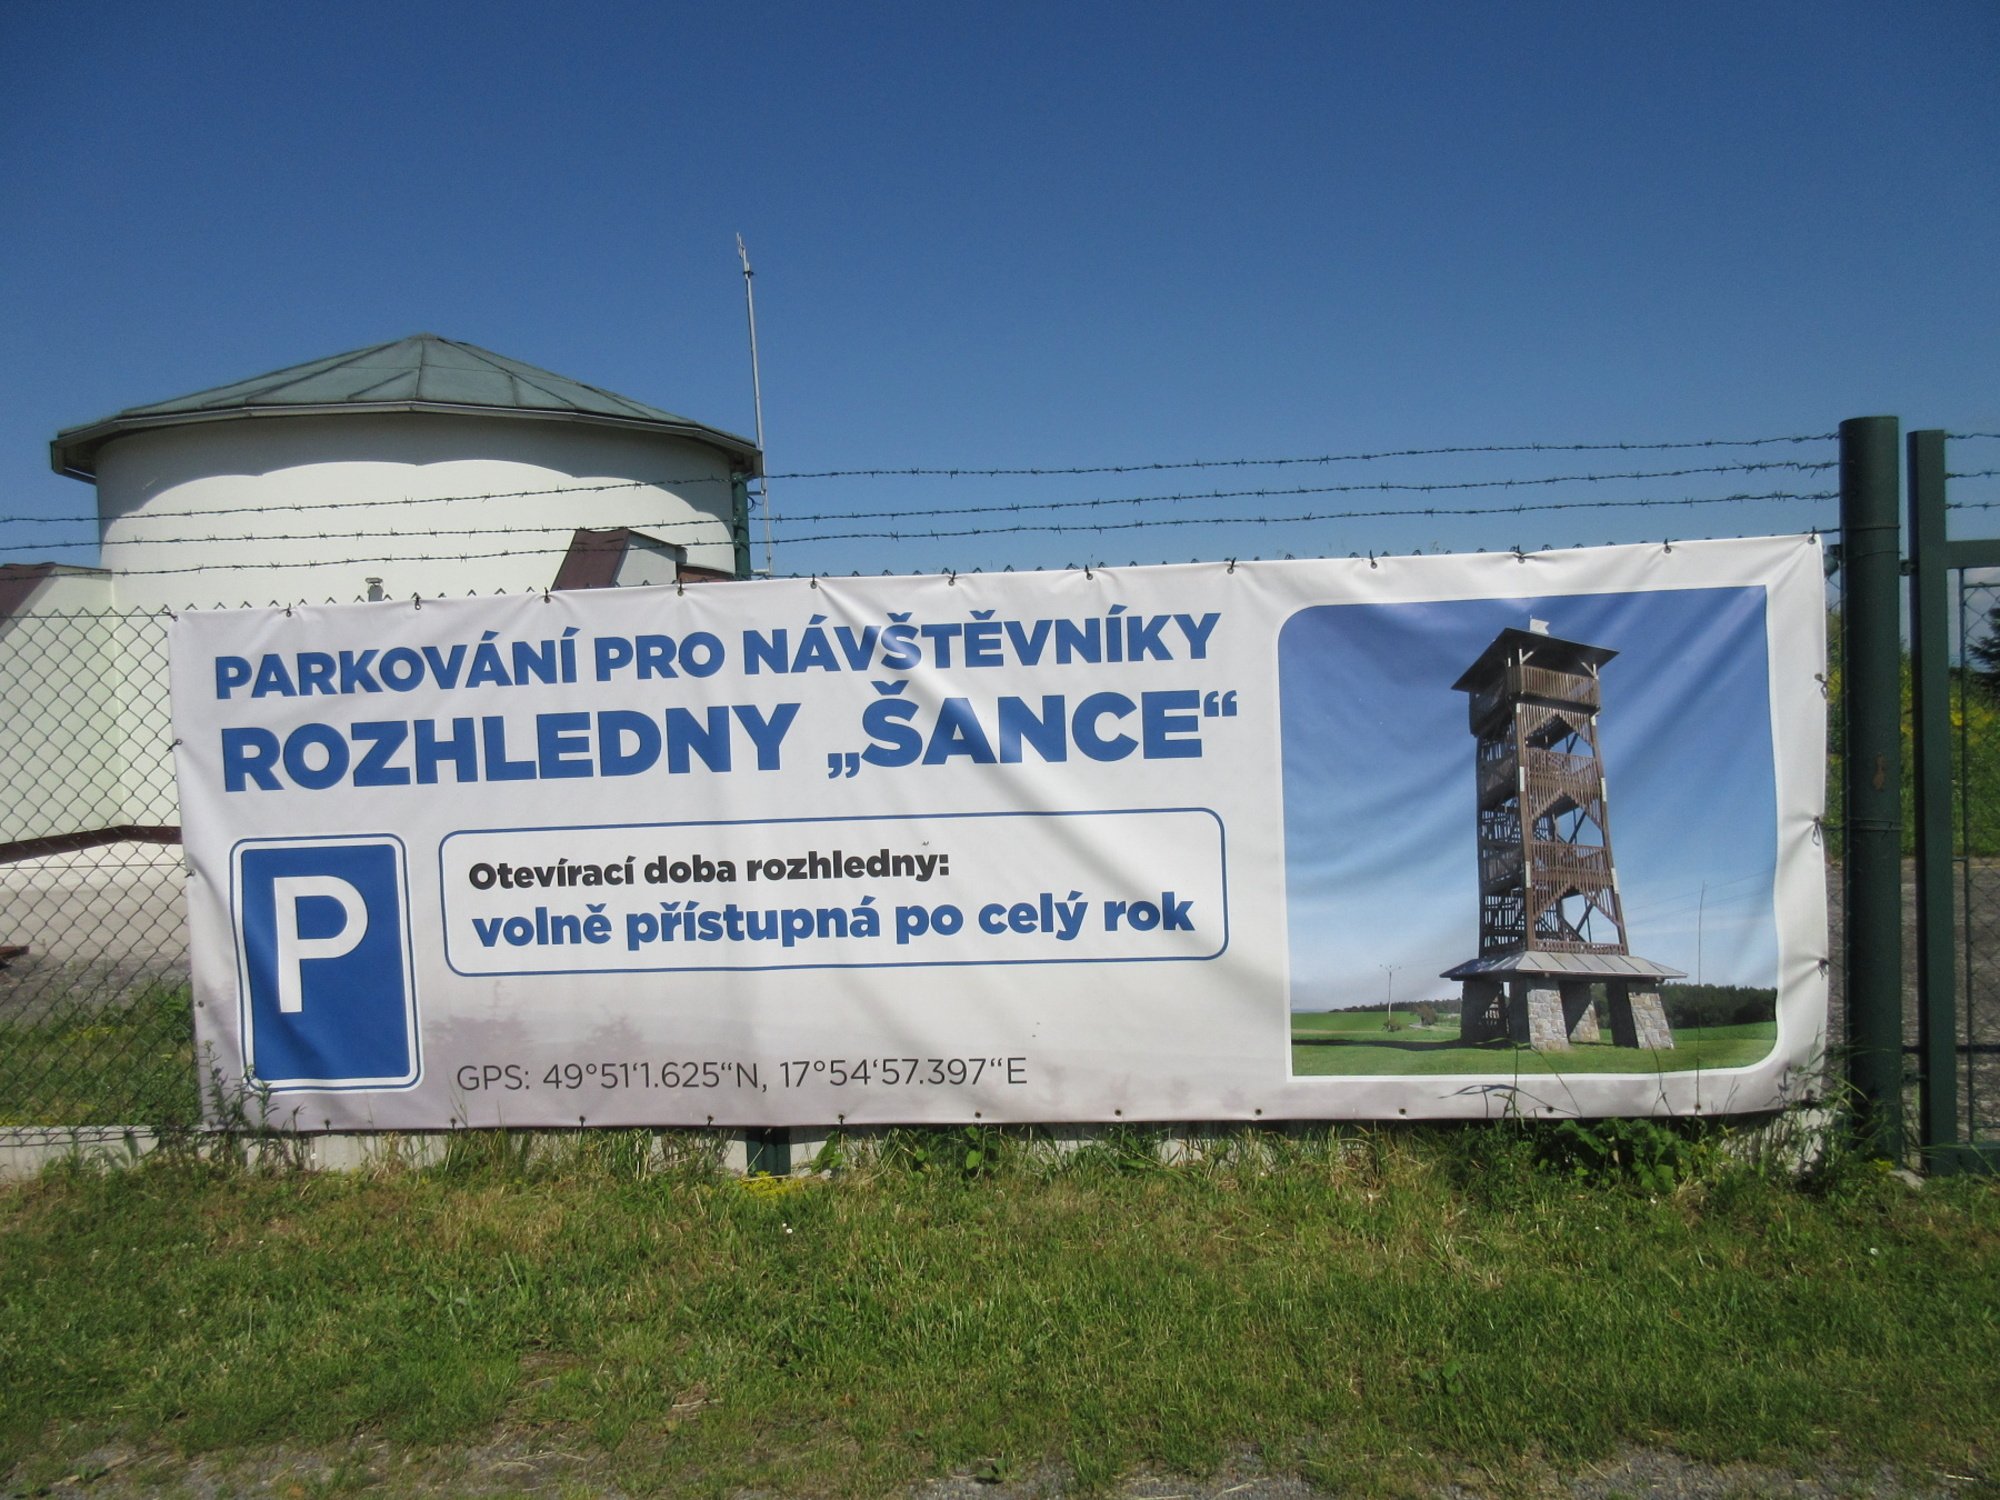 PARKOVÁNÍ PRO NÁVŠTĚVNÍKY
ROZHLEDNY „ŠANCE“
P
Otevírací doba rozhledny:
volně přístupná po celý rok
GPS: 49°51‘1.625“N, 17°54‘57.397“E